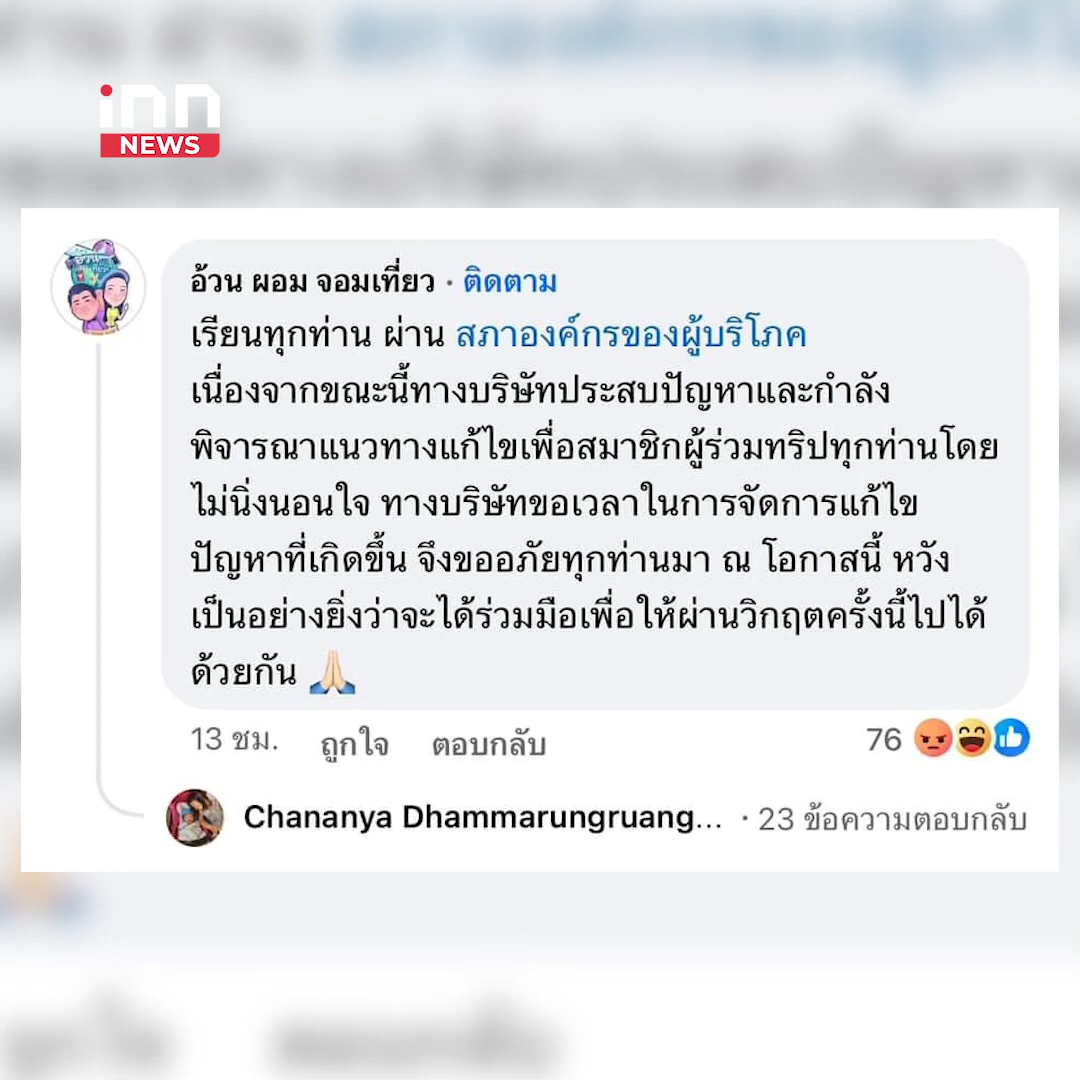 inn
NEWS
อ้วน ผอม จอมเที่ยว · ติดตาม
เรียนทุกท่าน ผ่าน สภาองค์กรของผู้บริโภค
เนื่องจากขณะนี้ทางบริษัทประสบปัญหาและกำลัง
พิจารณาแนวทางแก้ไขเพื่อสมาชิกผู้ร่วมทริปทุกท่านโดย
ไม่นิ่งนอนใจ ทางบริษัทขอเวลาในการจัดการแก้ไข
ปัญหาที่เกิดขึ้น จึงขออภัยทุกท่านมา ณ โอกาสนี้ หวัง
เป็นอย่างยิ่งว่าจะได้ร่วมมือเพื่อให้ผ่านวิกฤตครั้งนี้ไปได้
ด้วยกัน 🙏🏻
13 ชม. ถูกใจ ตอบกลับ 76
Chananya Dhammarungruang... · 23 ข้อความตอบกลับ